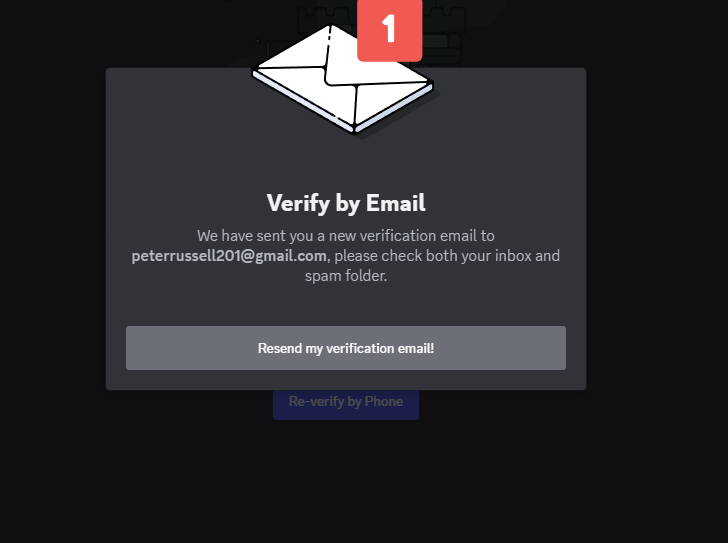 1
Verify by Email
We have sent you a new verification email to
peterrussell201@gmail.com, please check both your inbox and
spam folder.
Resend my verification email!
Re-verify by Phone